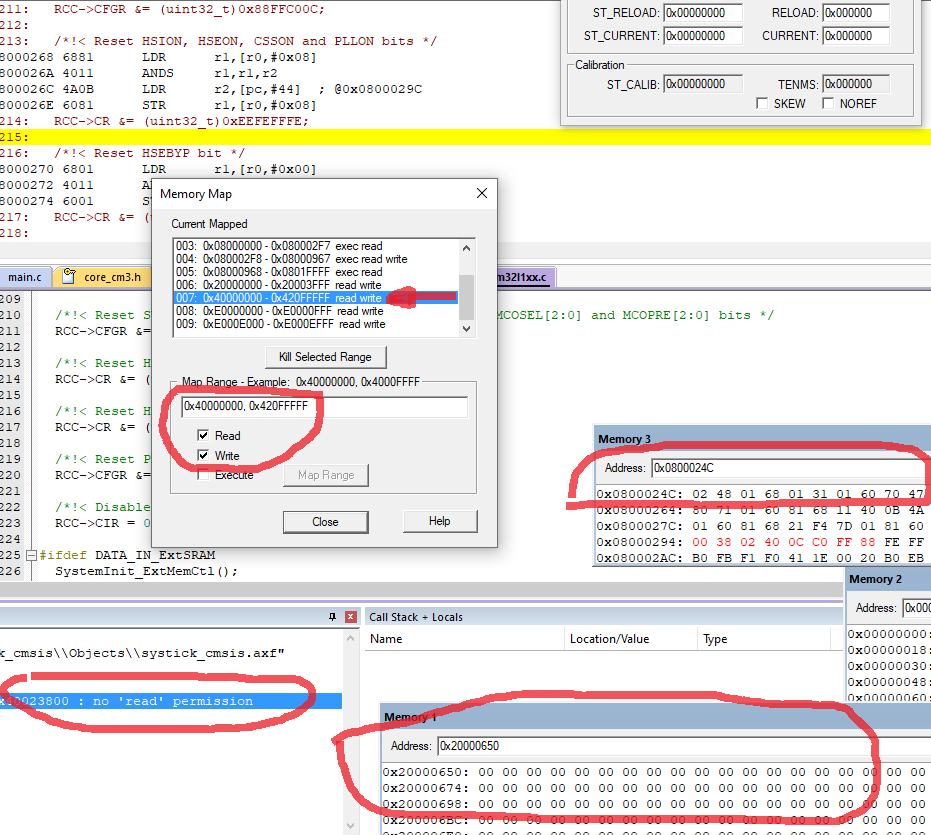 211:   RCC->CFGR &= (uint32_t)0x88FFC00C;
212:
213:   /*!< Reset HSION, HSEON, CSSON and PLLON bits */
8000268 6881      LDR      r1,[r0,#0x08]
800026A 4011      ANDS     r1,r1,r2
800026C 4A0B      LDR      r2,[pc,#44]  ; @0x0800029C
800026E 6081      STR      r1,[r0,#0x08]
214:   RCC->CR &= (uint32_t)0xEEFEFFFE;
215:
216:   /*!< Reset HSEBYP bit */
8000270 6801      LDR      r1,[r0,#0x00]
8000272 4011
8000274 6001
217:   RCC->CR &=
218:
ST_RELOAD: 0x00000000 RELOAD: 0x000000
ST_CURRENT: 0x00000000 CURRENT: 0x000000
Calibration
ST_CALIB: 0x00000000 TENMS: 0x000000
SKEW NOREF
Memory Map
Current Mapped
003: 0x08000000 - 0x080002F7 exec read
004: 0x080002F8 - 0x08000967 exec read write
005: 0x08000968 - 0x0801FFFF exec read
006: 0x20000000 - 0x20003FFF read write
007: 0x40000000 - 0x420FFFFF read write
008: 0xE0000000 - 0xE0000FFF read write
009: 0xE000E000 - 0xE000EFFF read write
Kill Selected Range
Map Range - Example: 0x40000000, 0x4000FFFF
0x40000000, 0x420FFFFF
Read
Write
Execute Map Range
Close Help
main.c core_cm3.h m32l1xx.c
209
210 /*!< Reset S MCOSEL[2:0] and MCOPRE[2:0] bits */
211 RCC->CFGR &=
212
213 /*!< Reset H
214 RCC->CR &= (
215
216 /*!< Reset H
217 RCC->CR &= (
218
219 /*!< Reset P
220 RCC->CFGR &=
221
222 /*!< Disable
223 RCC->CIR = 0
224
225 #ifdef DATA_IN_ExtSRAM
226 SystemInit_ExtMemCtl();
Memory 3
Address: 0x0800024C
0x0800024C: 02 48 01 68 01 31 01 60 70 47
0x08000264: 80 71 01 60 81 68 11 40 0B 4A
0x0800027C: 01 60 81 68 21 F4 7D 01 81 60
0x08000294: 00 38 02 40 0C C0 FF 88 FE FF
0x080002AC: B0 FB F1 F0 41 1E 00 20 B0 EB
Memory 2
Address: 0x000
0x00000000:
0x00000018:
0x00000030:
0x00000048:
0x00000060:
k_cmsis\\Objects\\systick_cmsis.axf"
023800 : no 'read' permission
Call Stack + Locals
Name Location/Value Type
Memory 1
Address: 0x20000650
0x20000650: 00 00 00 00 00 00 00 00 00 00 00 00 00 00 00 00 00 00 00
0x20000674: 00 00 00 00 00 00 00 00 00 00 00 00 00 00 00 00 00 00 00
0x20000698: 00 00 00 00 00 00 00 00 00 00 00 00 00 00 00 00 00 00 00
0x200006BC: 00 00 00 00 00 00 00 00 00 00 00 00 00 00 00 00 00 00 00